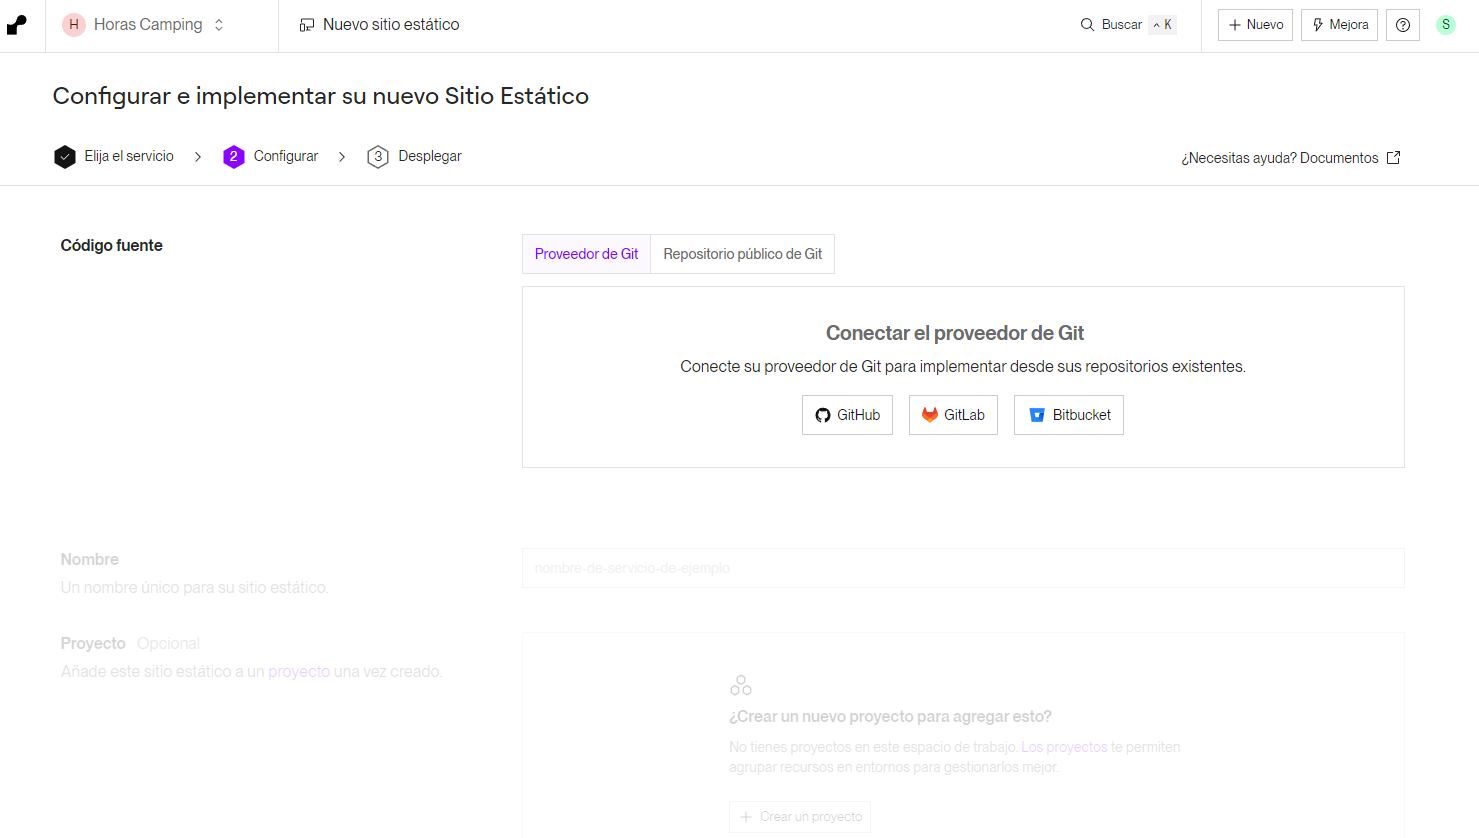 H Horas Camping
Nuevo sitio estático
Buscar ^ K
Nuevo
Mejora
S
Configurar e implementar su nuevo Sitio Estático
Elija el servicio
2 Configurar
3 Desplegar
¿Necesitas ayuda? Documentos
Código fuente
Proveedor de Git
Repositorio público de Git
Conectar el proveedor de Git
Conecte su proveedor de Git para implementar desde sus repositorios existentes.
GitHub
GitLab
Bitbucket
Nombre
Un nombre único para su sitio estático.
nombre-de-servicio-de-ejemplo
Proyecto Opcional
Añade este sitio estático a un proyecto una vez creado.
¿Crear un nuevo proyecto para agregar esto?
No tienes proyectos en este espacio de trabajo. Los proyectos te permiten
agrupar recursos en entornos para gestionarlos mejor.
Crear un proyecto